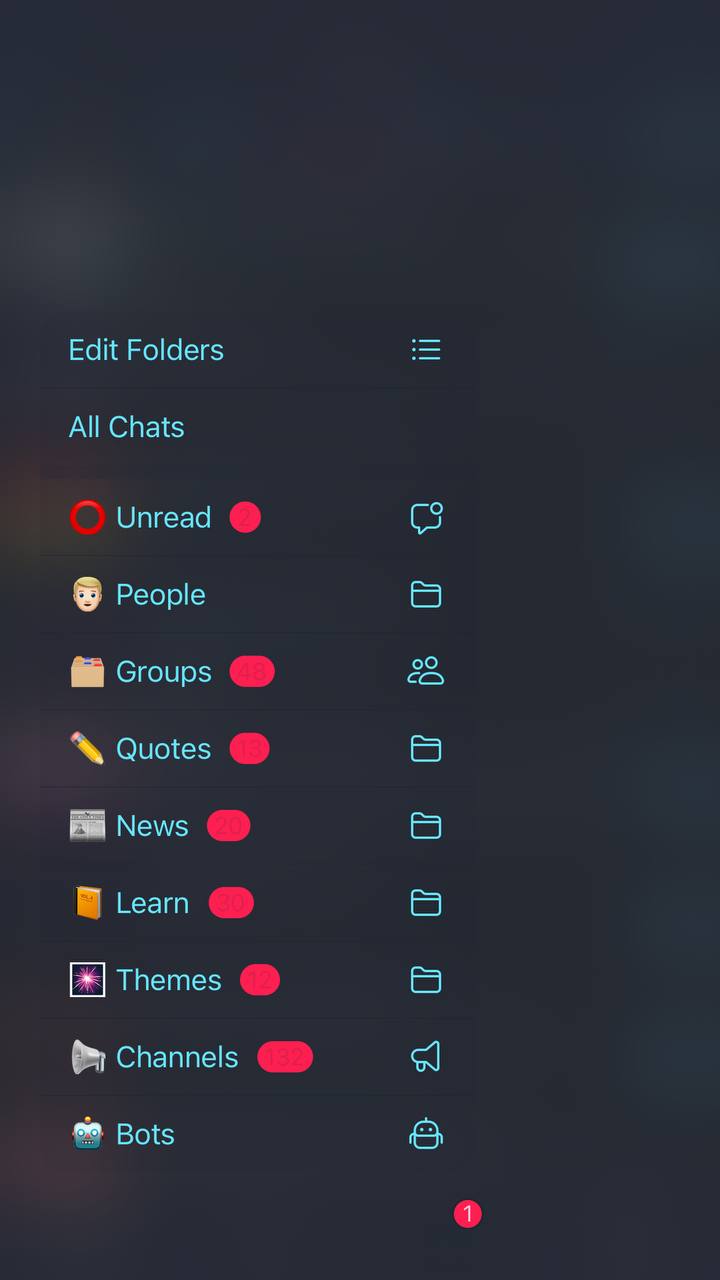 Edit Folders
All Chats
Unread 2
People
Groups 48
Quotes 13
News 20
Learn 30
Themes 12
Channels 132
Bots
1